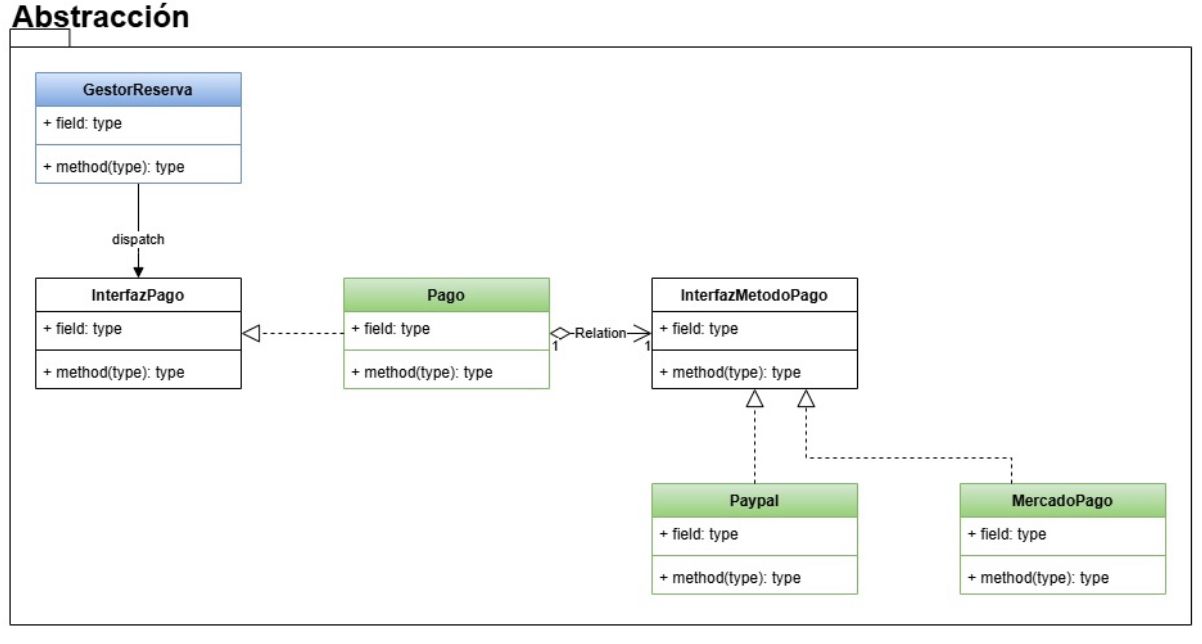 Abstracción
GestorReserva
+ field: type
+ method(type): type
dispatch
InterfazPago
+ field: type
+ method(type): type
Pago
+ field: type
+ method(type): type
Relation
1
1
InterfazMetodoPago
+ field: type
+ method(type): type
Paypal
+ field: type
+ method(type): type
MercadoPago
+ field: type
+ method(type): type